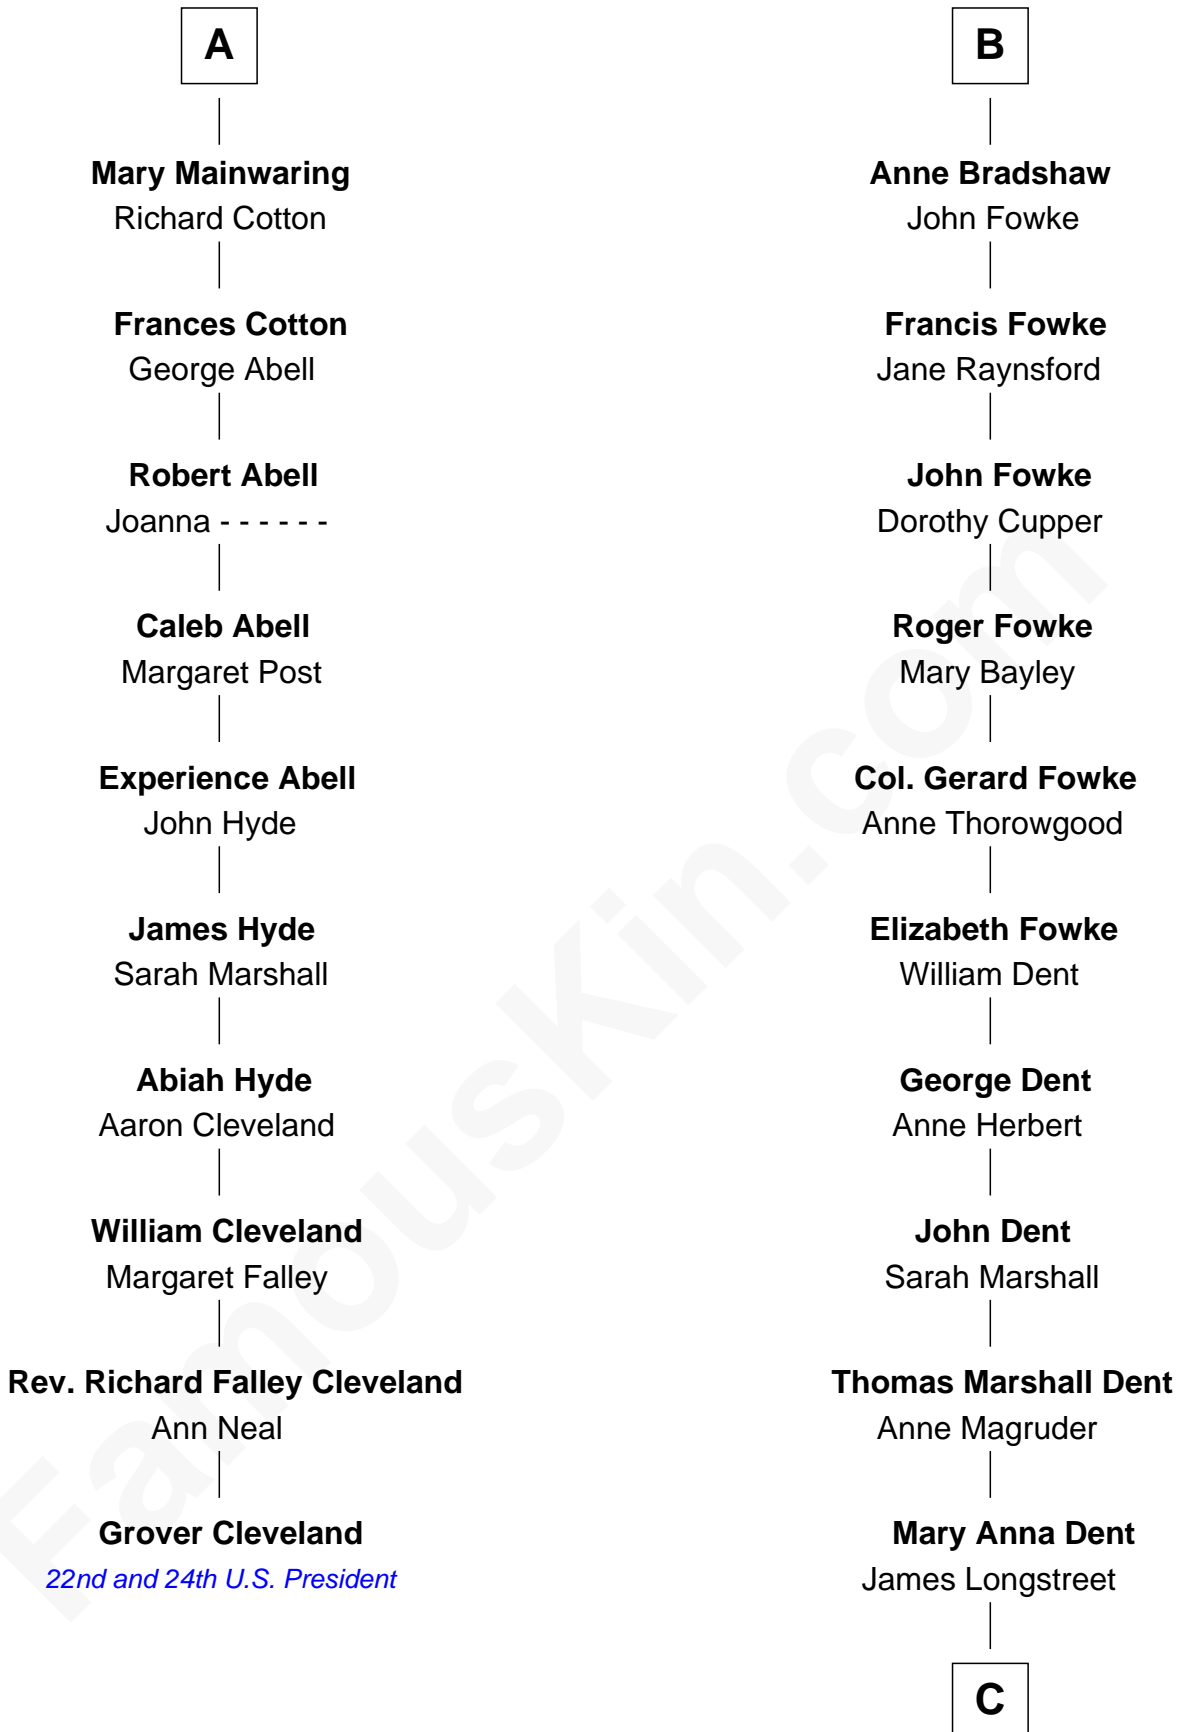 A
Mary Mainwaring
Richard Cotton
Frances Cotton
George Abell
Robert Abell
Joanna - - - - - -
Caleb Abell
Margaret Post
Experience Abell
John Hyde
James Hyde
Sarah Marshall
Abiah Hyde
Aaron Cleveland
William Cleveland
Margaret Falley
Rev. Richard Falley Cleveland
Ann Neal
Grover Cleveland
22nd and 24th U.S. President
B
Anne Bradshaw
John Fowke
Francis Fowke
Jane Raynsford
John Fowke
Dorothy Cupper
Roger Fowke
Mary Bayley
Col. Gerard Fowke
Anne Thorowgood
Elizabeth Fowke
William Dent
George Dent
Anne Herbert
John Dent
Sarah Marshall
Thomas Marshall Dent
Anne Magruder
Mary Anna Dent
James Longstreet
C
FamousKin.com